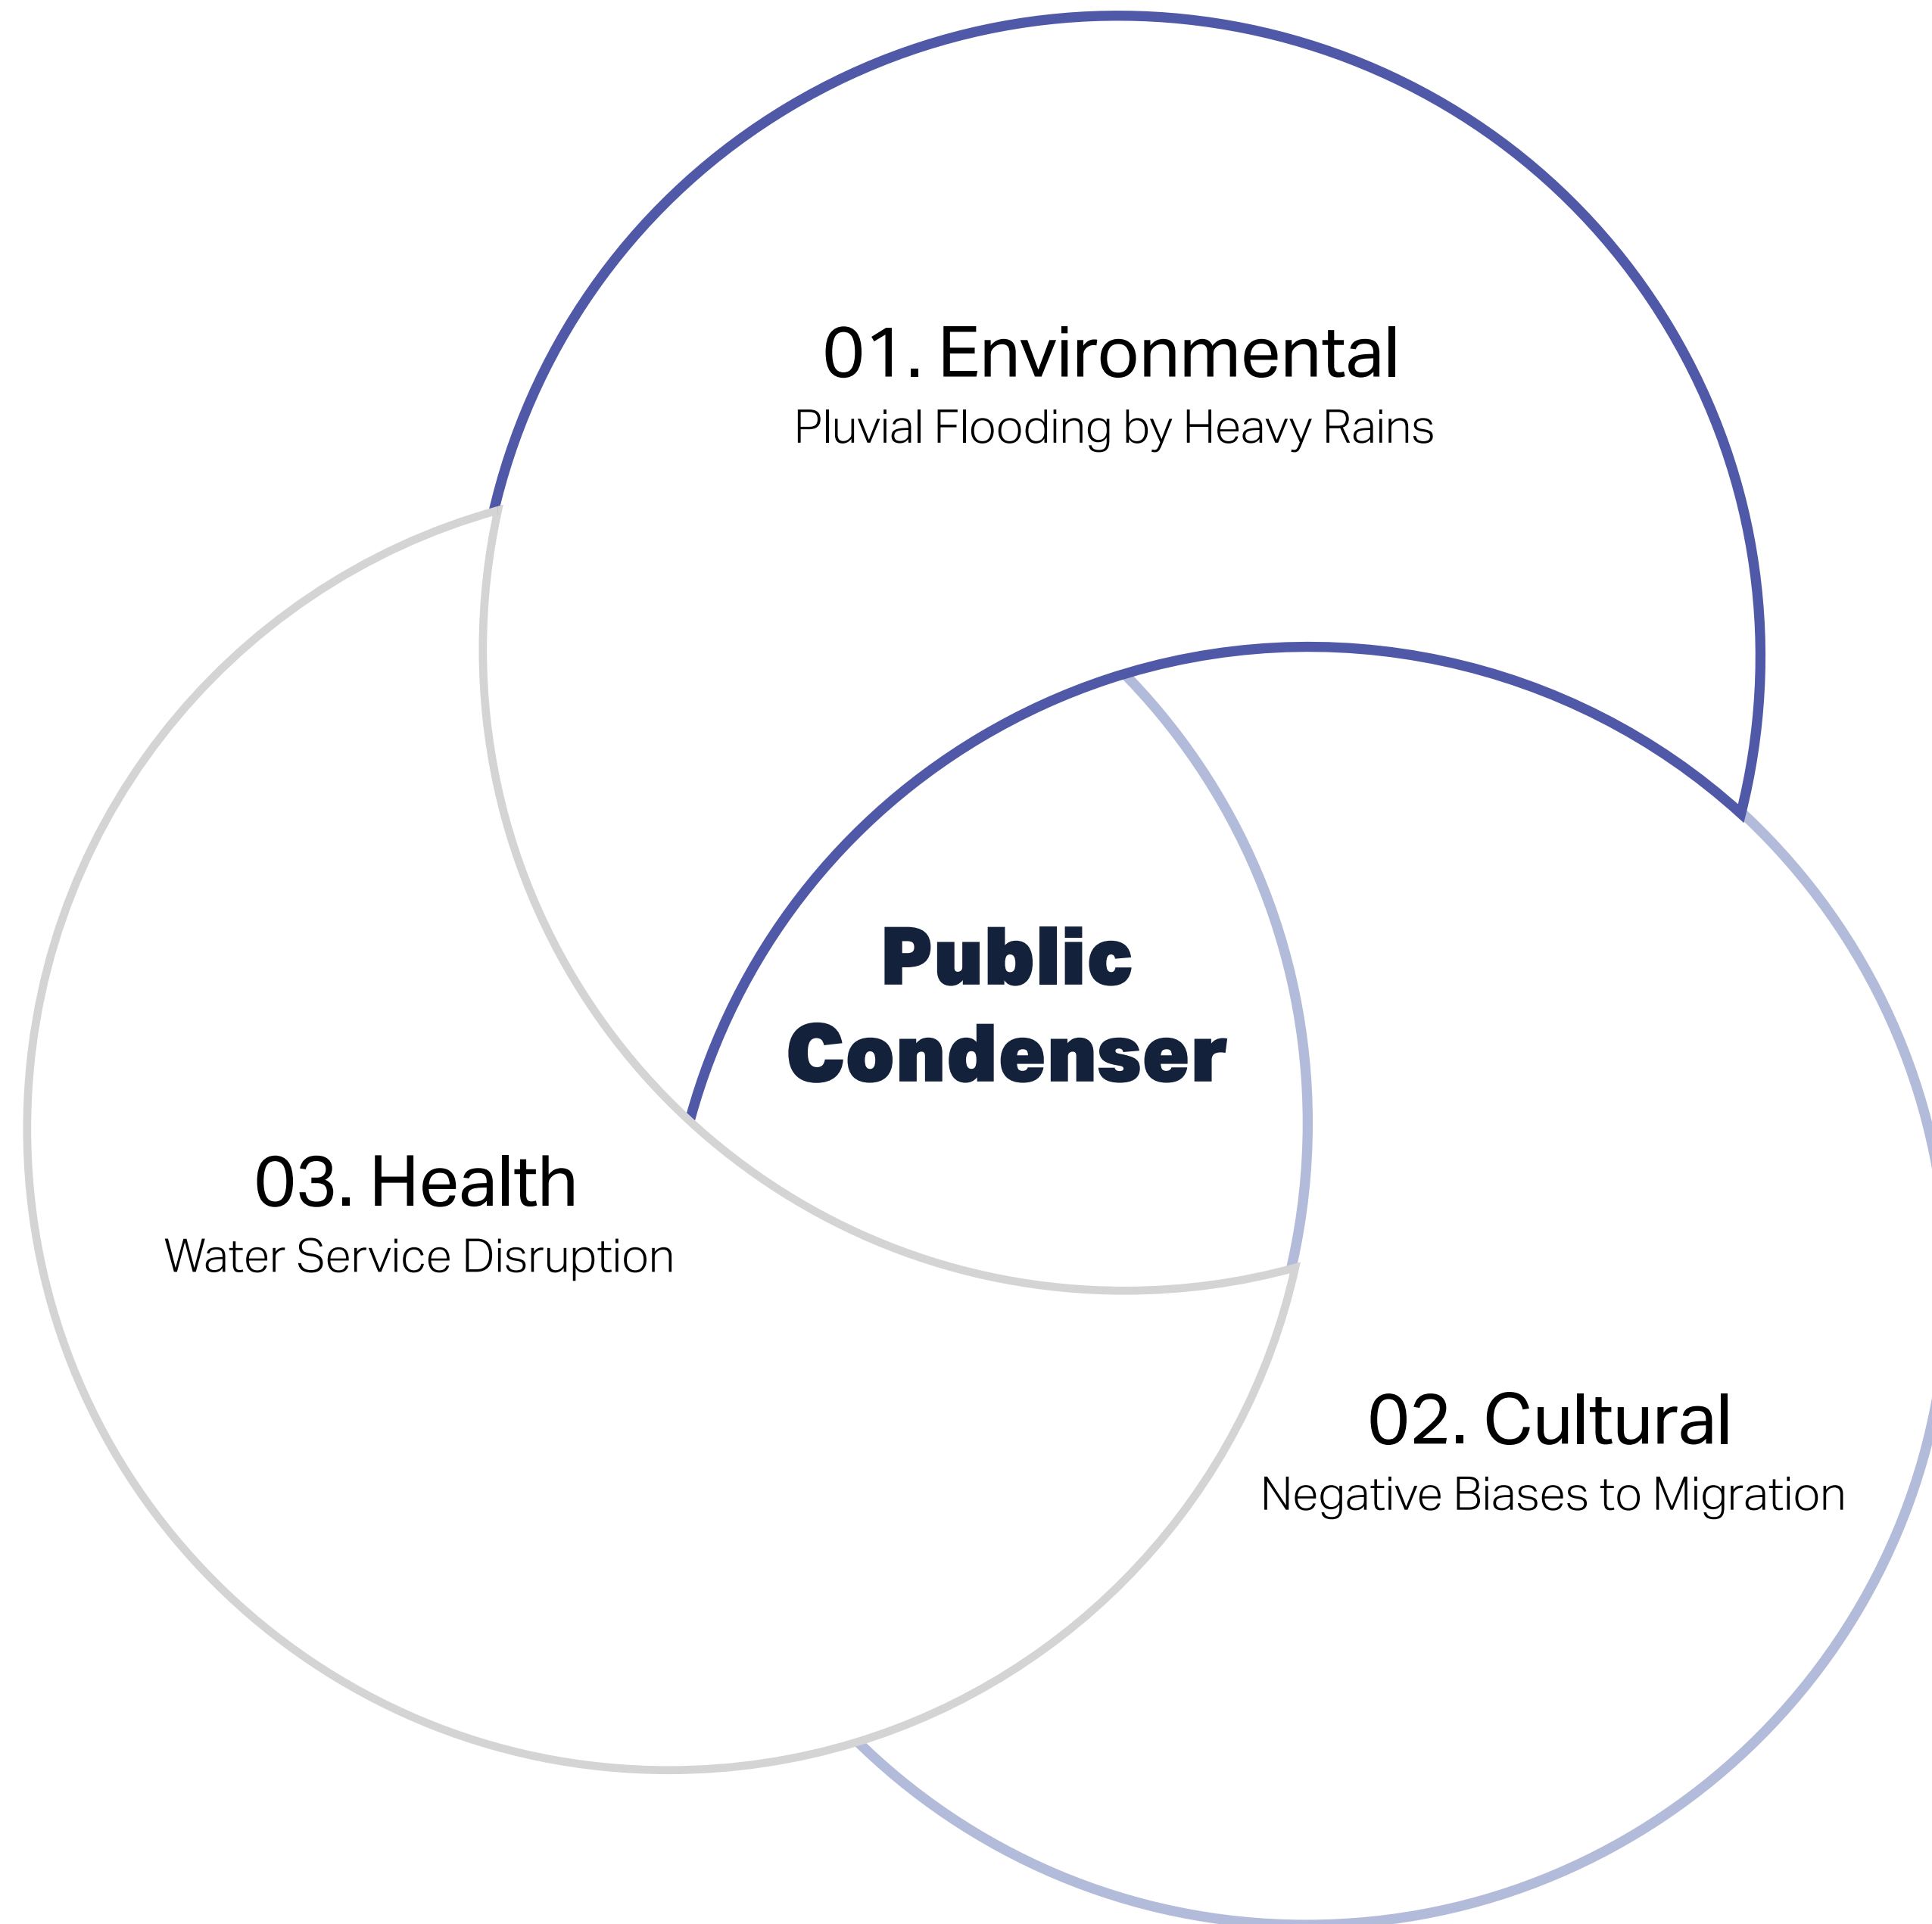 01. Environmental
Pluvial Flooding by Heavy Rains
Public
Condenser
03. Health
Water Service Disruption
02. Cultural
Negative Biases to Migration